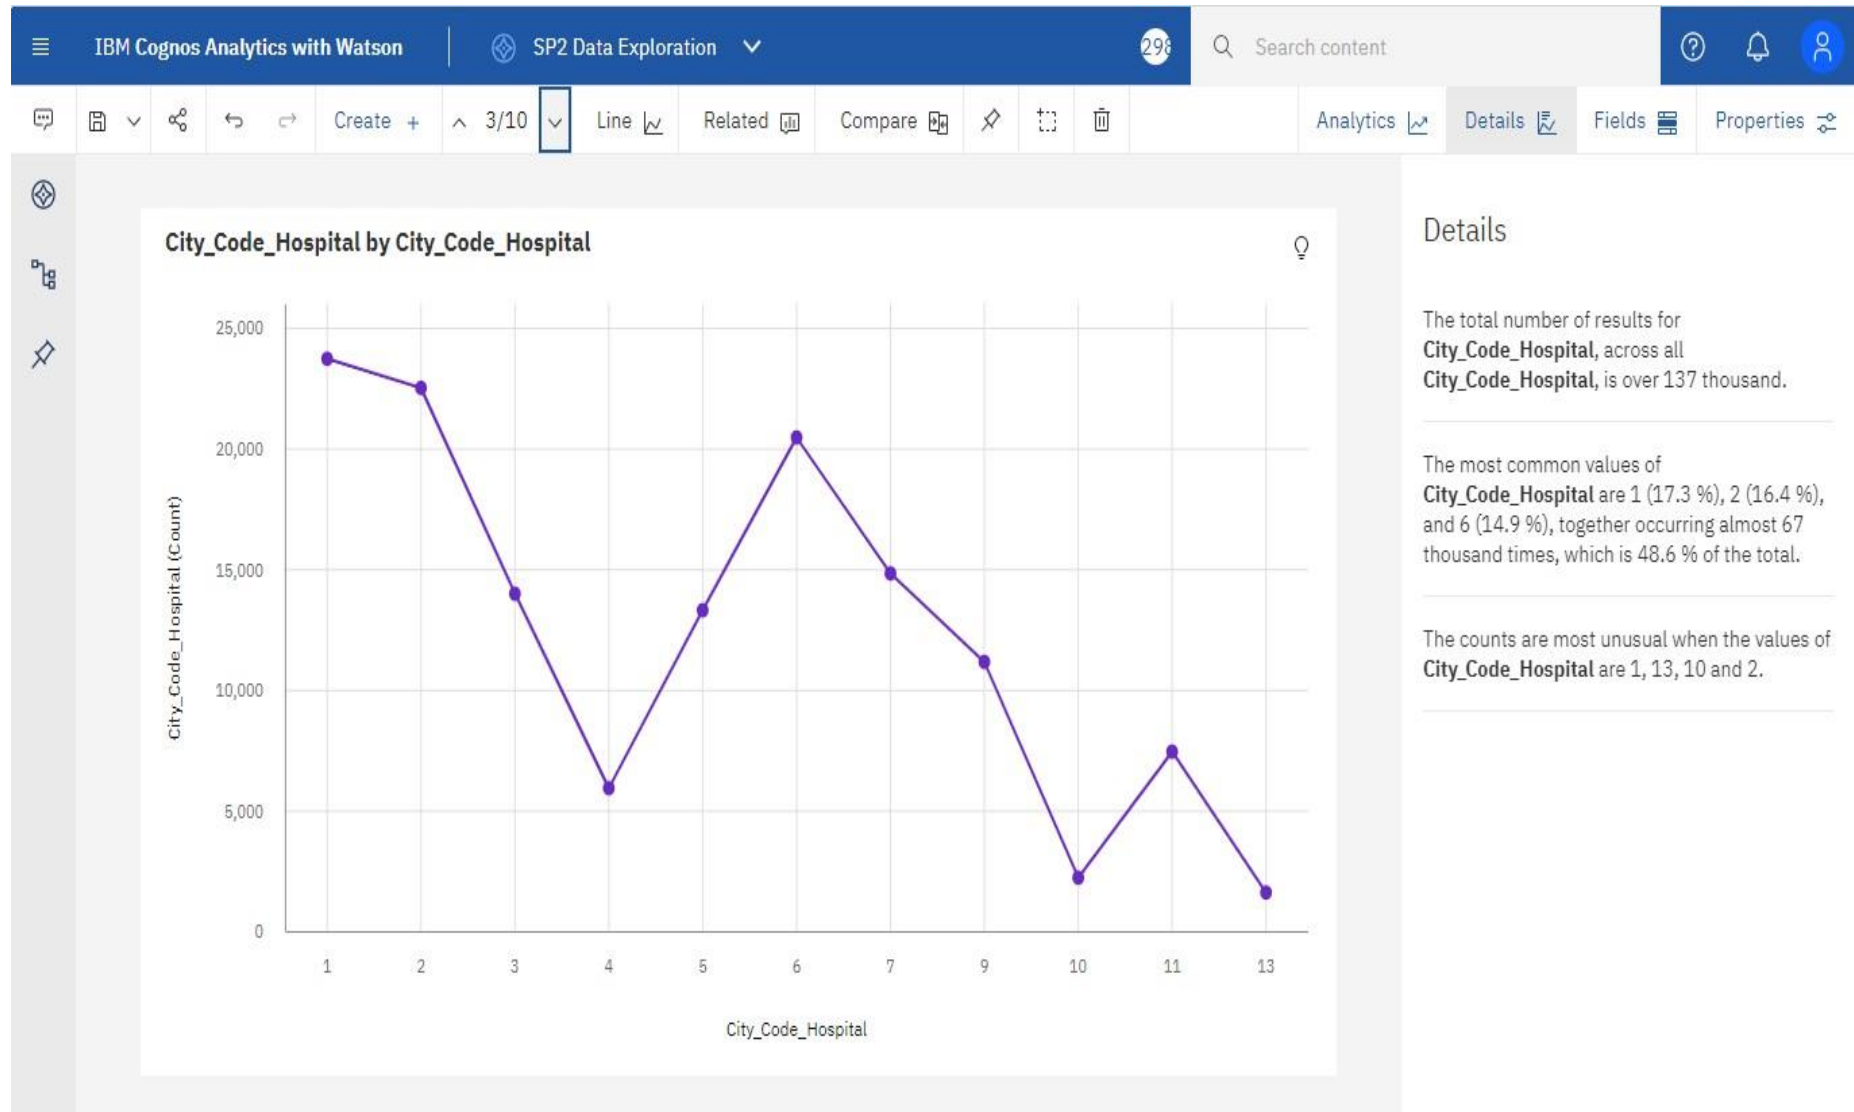 IBM Cognos Analytics with Watson
SP2 Data Exploration
298
Search content
Create +
3/10
Line
Related
Compare
Analytics
Details
Fields
Properties
City_Code_Hospital by City_Code_Hospital
25,000
20,000
15,000
10,000
5,000
0
City_Code_Hospital (Count)
1 2 3 4 5 6 7 9 10 11 13
City_Code_Hospital
Details
The total number of results for
City_Code_Hospital, across all
City_Code_Hospital, is over 137 thousand.
The most common values of
City_Code_Hospital are 1 (17.3 %), 2 (16.4 %),
and 6 (14.9 %), together occurring almost 67
thousand times, which is 48.6 % of the total.
The counts are most unusual when the values of
City_Code_Hospital are 1, 13, 10 and 2.